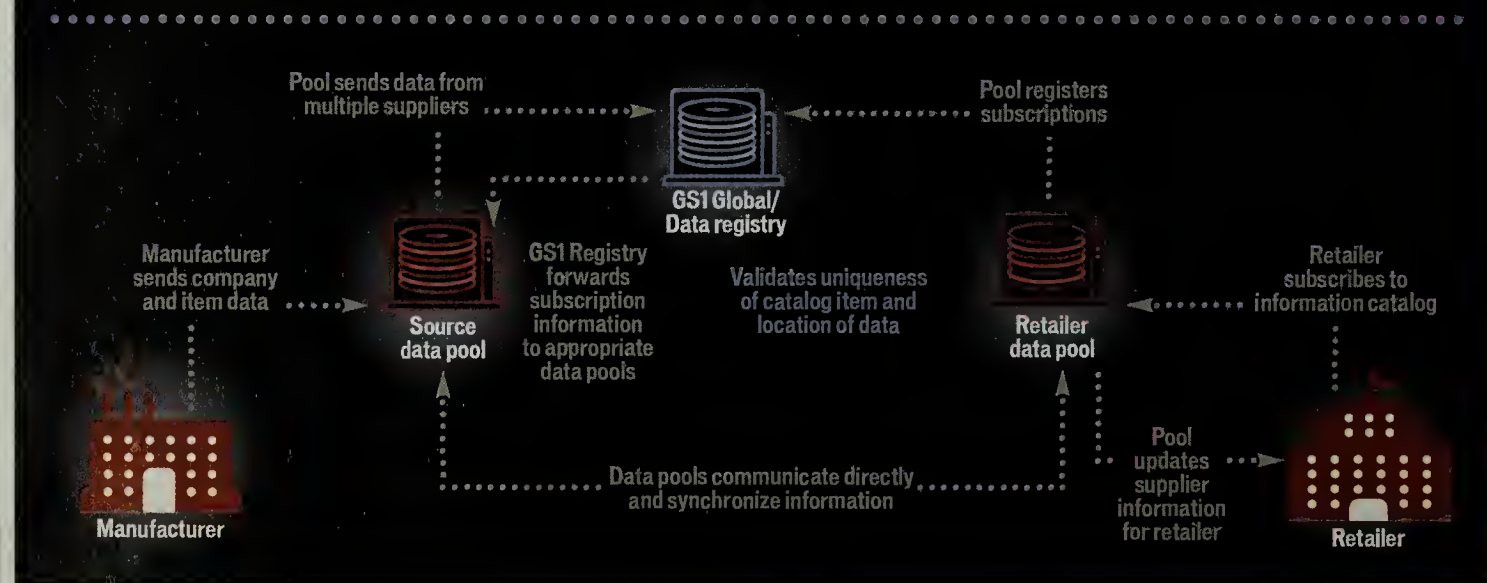 Pool sends data from
multiple suppliers
Pool registers
subscriptions
GS1 Global/
Data registry
Manufacturer
sends company
and item data
GS1 Registry
forwards
subscription
information
to appropriate
data pools
Validates uniqueness
of catalog item and
location of data
Retailer
subscribes to
information catalog
Source
data pool
Retailer
data pool
Data pools communicate directly
and synchronize information
Pool
updates
supplier
information
for retailer
Manufacturer
Retailer